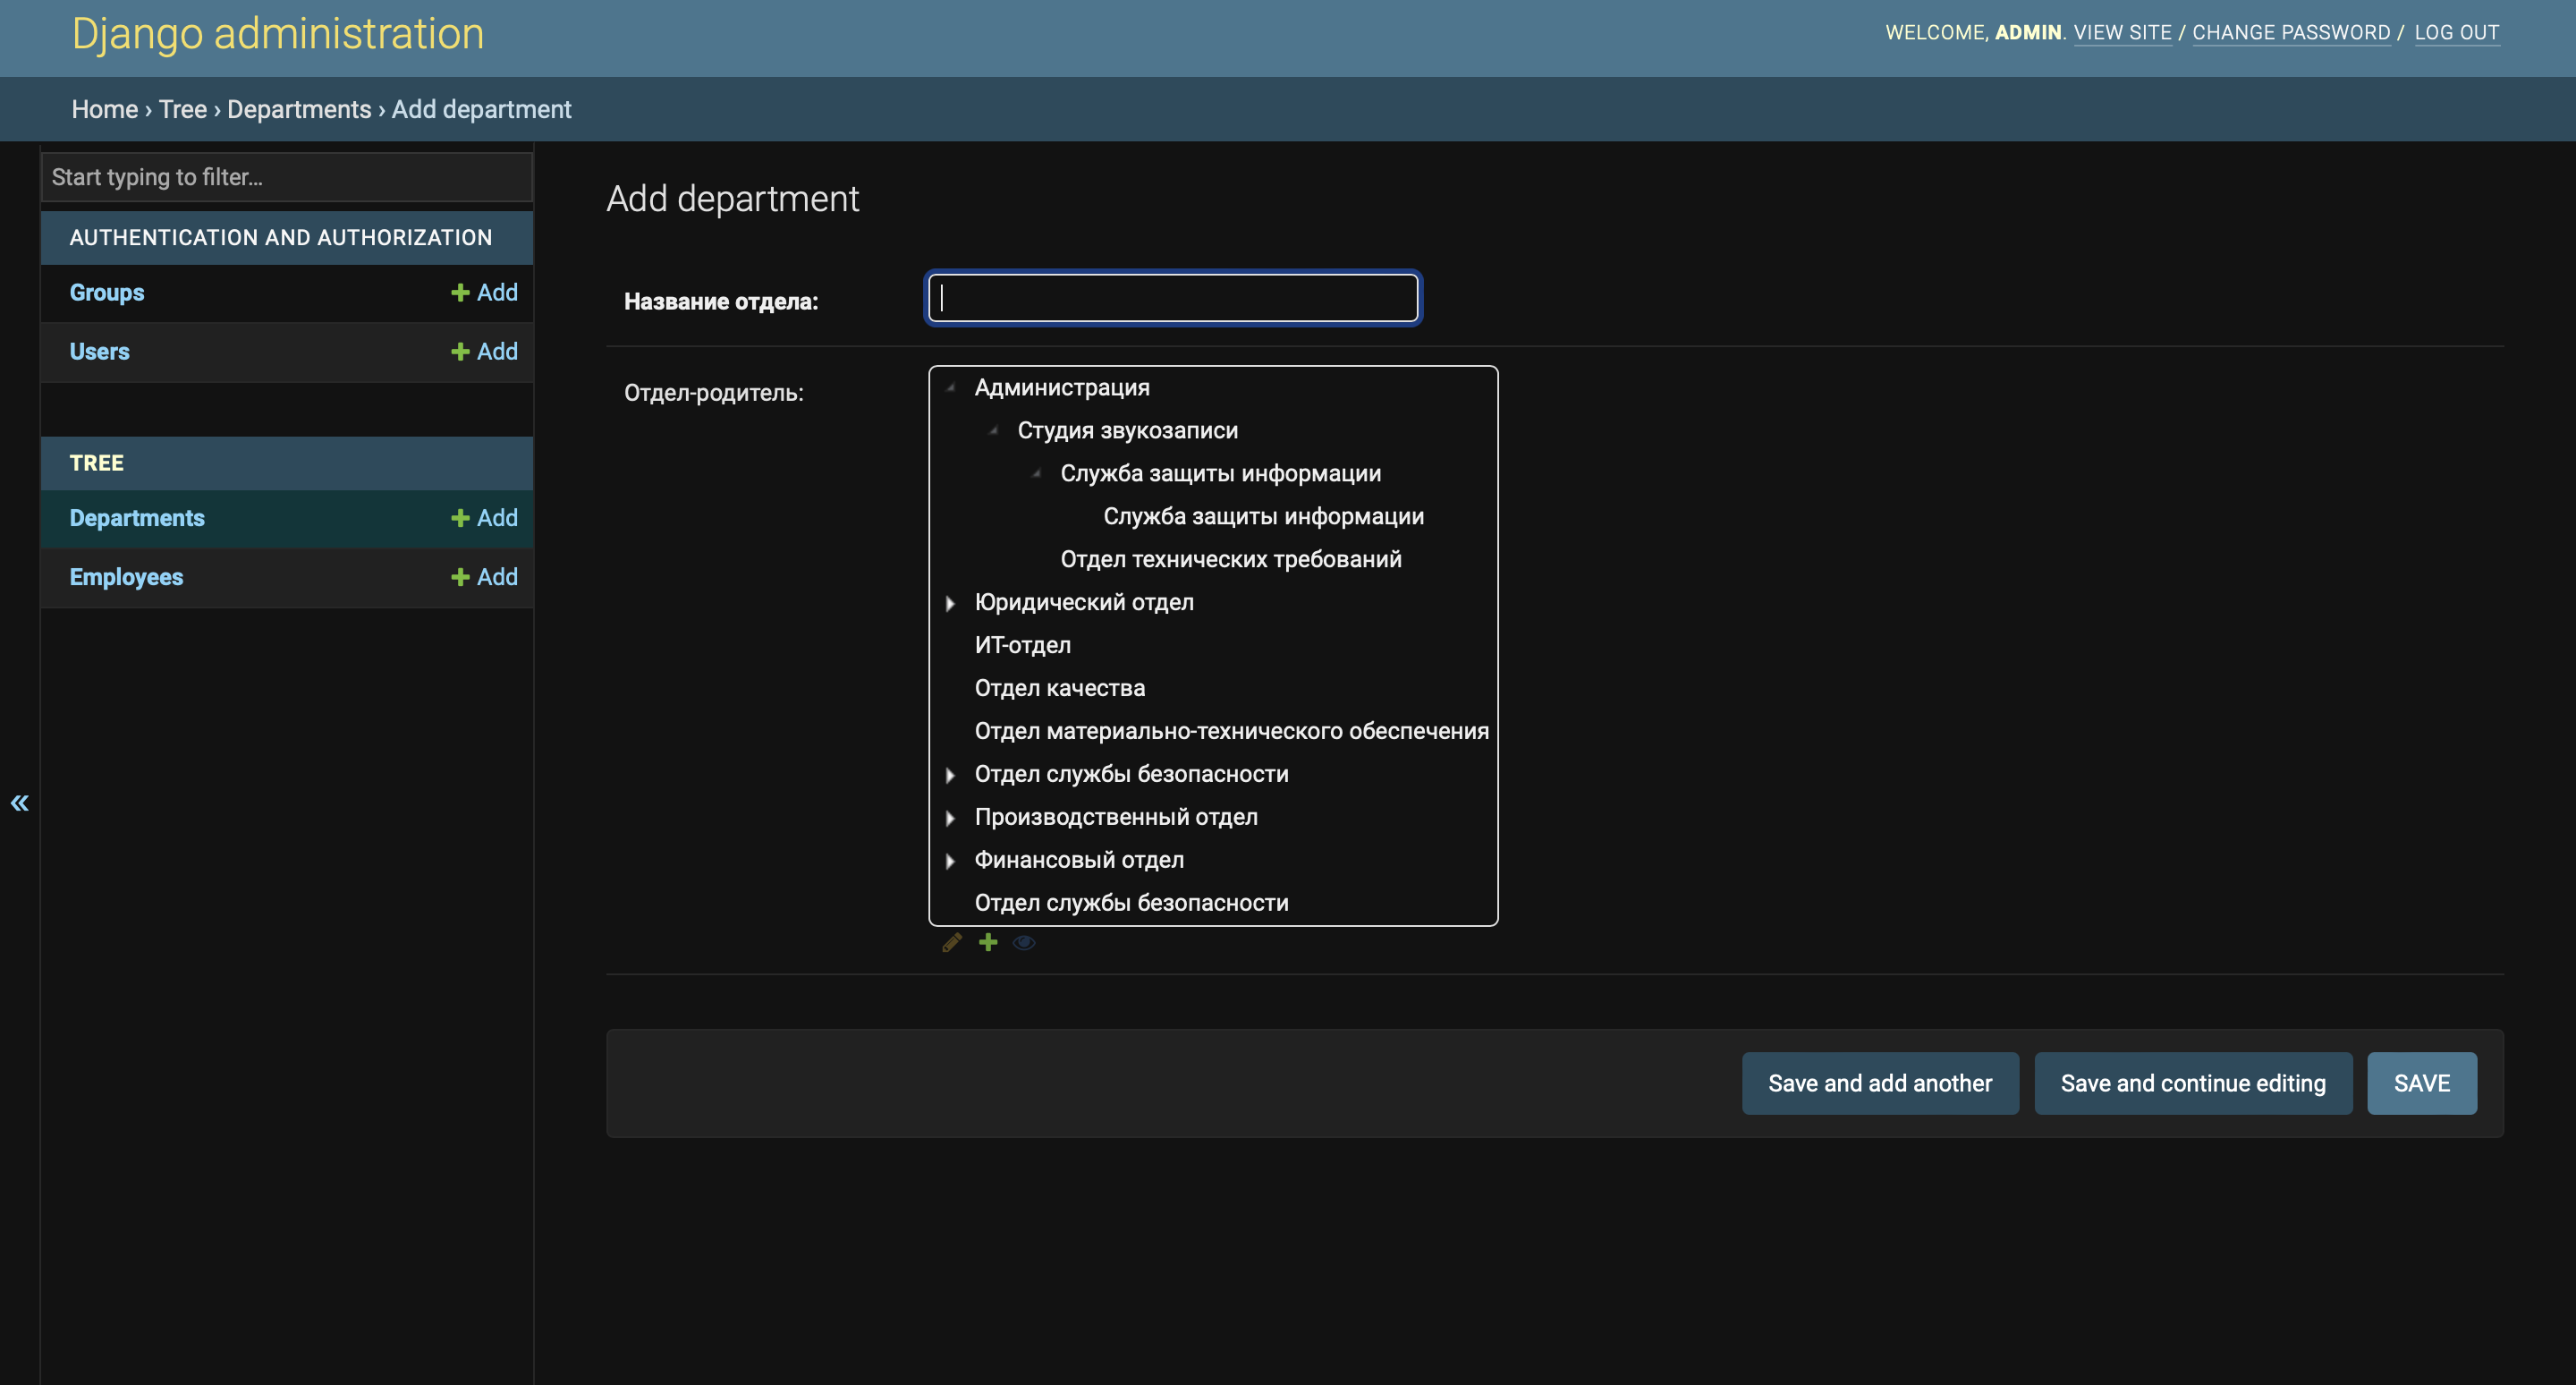 Django administration
WELCOME, ADMIN. VIEW SITE / CHANGE PASSWORD / LOG OUT
Home › Tree › Departments › Add department
Start typing to filter...
AUTHENTICATION AND AUTHORIZATION
Groups
Add
Users
Add
TREE
Departments
Add
Employees
Add
«
Add department
Название отдела:
Отдел-родитель:
Администрация
Студия звукозаписи
Служба защиты информации
Служба защиты информации
Отдел технических требований
Юридический отдел
ИТ-отдел
Отдел качества
Отдел материально-технического обеспечения
Отдел службы безопасности
Производственный отдел
Финансовый отдел
Отдел службы безопасности
Save and add another
Save and continue editing
SAVE